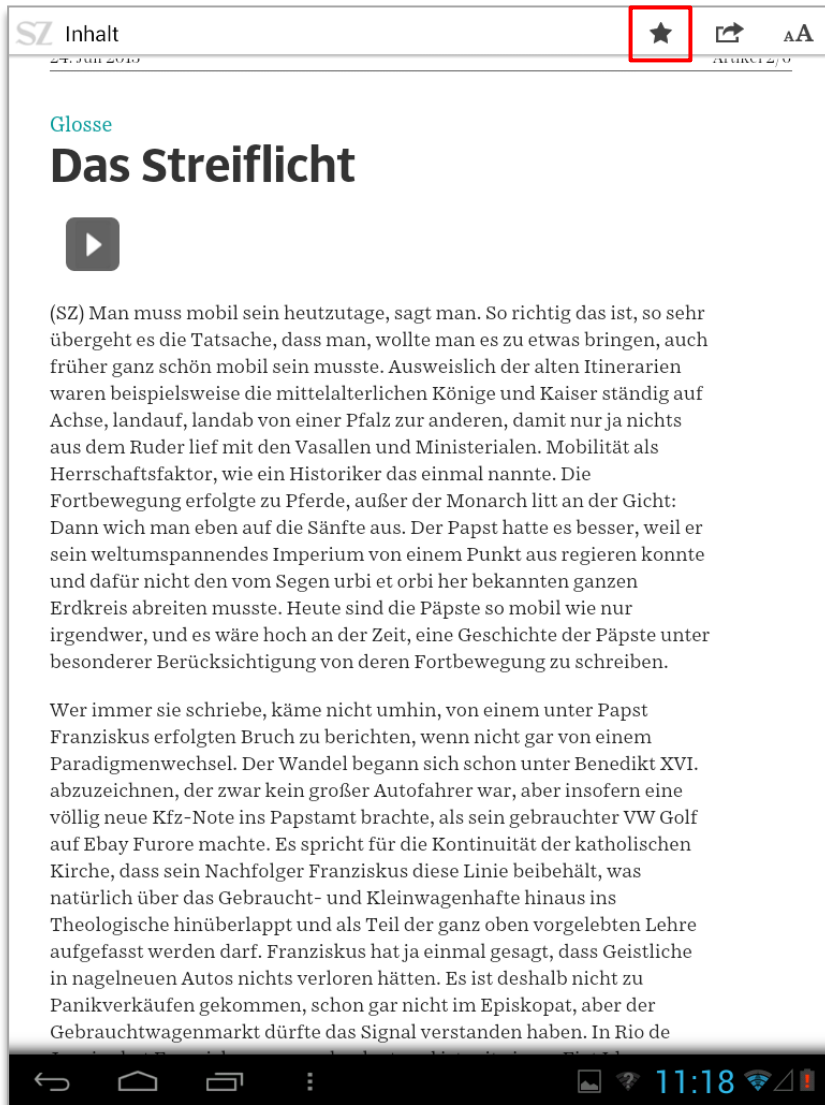 SZ Inhalt AA
24. Juli 2013 Artikel 2/6
Glosse
Das Streiflicht
(SZ) Man muss mobil sein heutzutage, sagt man. So richtig das ist, so sehr
übergeht es die Tatsache, dass man, wollte man es zu etwas bringen, auch
früher ganz schön mobil sein musste. Ausweislich der alten Itinerarien
waren beispielsweise die mittelalterlichen Könige und Kaiser ständig auf
Achse, landauf, landab von einer Pfalz zur anderen, damit nur ja nichts
aus dem Ruder lief mit den Vasallen und Ministerialen. Mobilität als
Herrschaftsfaktor, wie ein Historiker das einmal nannte. Die
Fortbewegung erfolgte zu Pferde, außer der Monarch litt an der Gicht:
Dann wich man eben auf die Sänfte aus. Der Papst hatte es besser, weil er
sein weltumspannendes Imperium von einem Punkt aus regieren konnte
und dafür nicht den vom Segen urbi et orbi her bekannten ganzen
Erdkreis abreiten musste. Heute sind die Päpste so mobil wie nur
irgendwer, und es wäre hoch an der Zeit, eine Geschichte der Päpste unter
besonderer Berücksichtigung von deren Fortbewegung zu schreiben.
Wer immer sie schriebe, käme nicht umhin, von einem unter Papst
Franziskus erfolgten Bruch zu berichten, wenn nicht gar von einem
Paradigmenwechsel. Der Wandel begann sich schon unter Benedikt XVI.
abzuzeichnen, der zwar kein großer Autofahrer war, aber insofern eine
völlig neue Kfz-Note ins Papstamt brachte, als sein gebrauchter VW Golf
auf Ebay Furore machte. Es spricht für die Kontinuität der katholischen
Kirche, dass sein Nachfolger Franziskus diese Linie beibehält, was
natürlich über das Gebraucht- und Kleinwagenhafte hinaus ins
Theologische hinüberlappt und als Teil der ganz oben vorgelebten Lehre
aufgefasst werden darf. Franziskus hat ja einmal gesagt, dass Geistliche
in nagelneuen Autos nichts verloren hätten. Es ist deshalb nicht zu
Panikverkäufen gekommen, schon gar nicht im Episkopat, aber der
Gebrauchtwagenmarkt dürfte das Signal verstanden haben. In Rio de
11:18